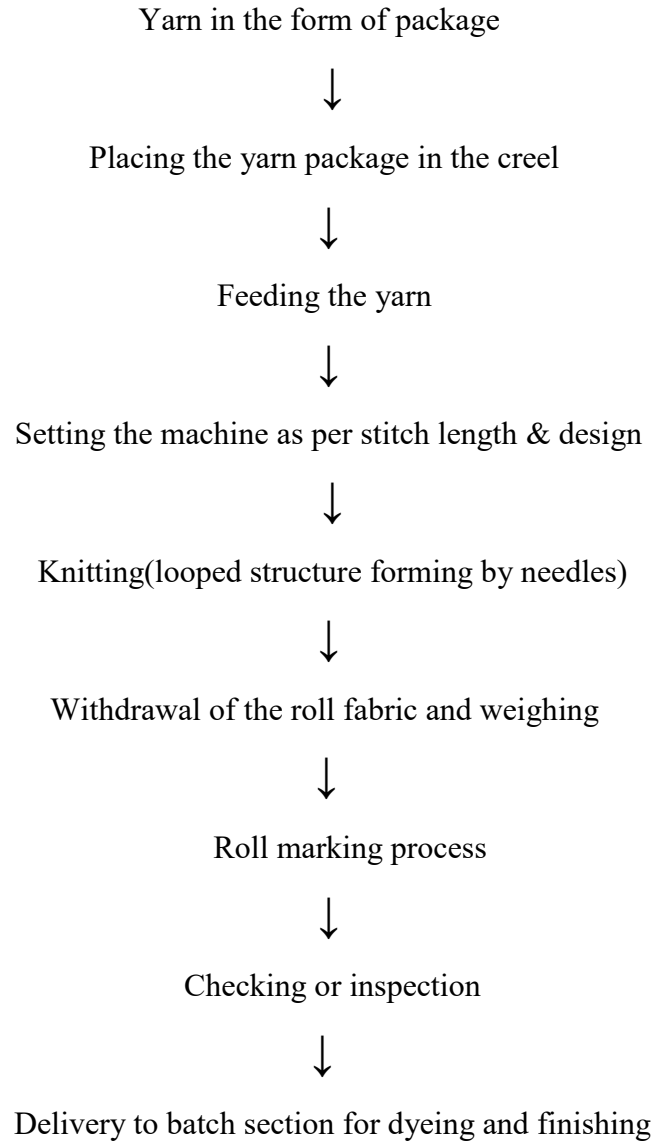 Yarn in the form of package
↓
Placing the yarn package in the creel
↓
Feeding the yarn
↓
Setting the machine as per stitch length & design
↓
Knitting(looped structure forming by needles)
↓
Withdrawal of the roll fabric and weighing
↓
Roll marking process
↓
Checking or inspection
↓
Delivery to batch section for dyeing and finishing